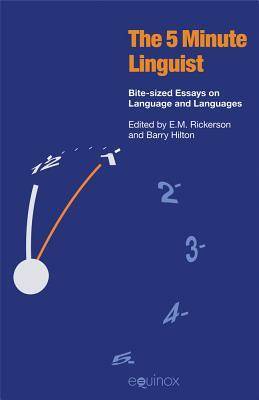 The 5 Minute
Linguist
Bite-sized Essays on
Language and Languages
Edited by E.M. Rickerson
and Barry Hilton
12
1-
2-
3-
4-
5-
equinox